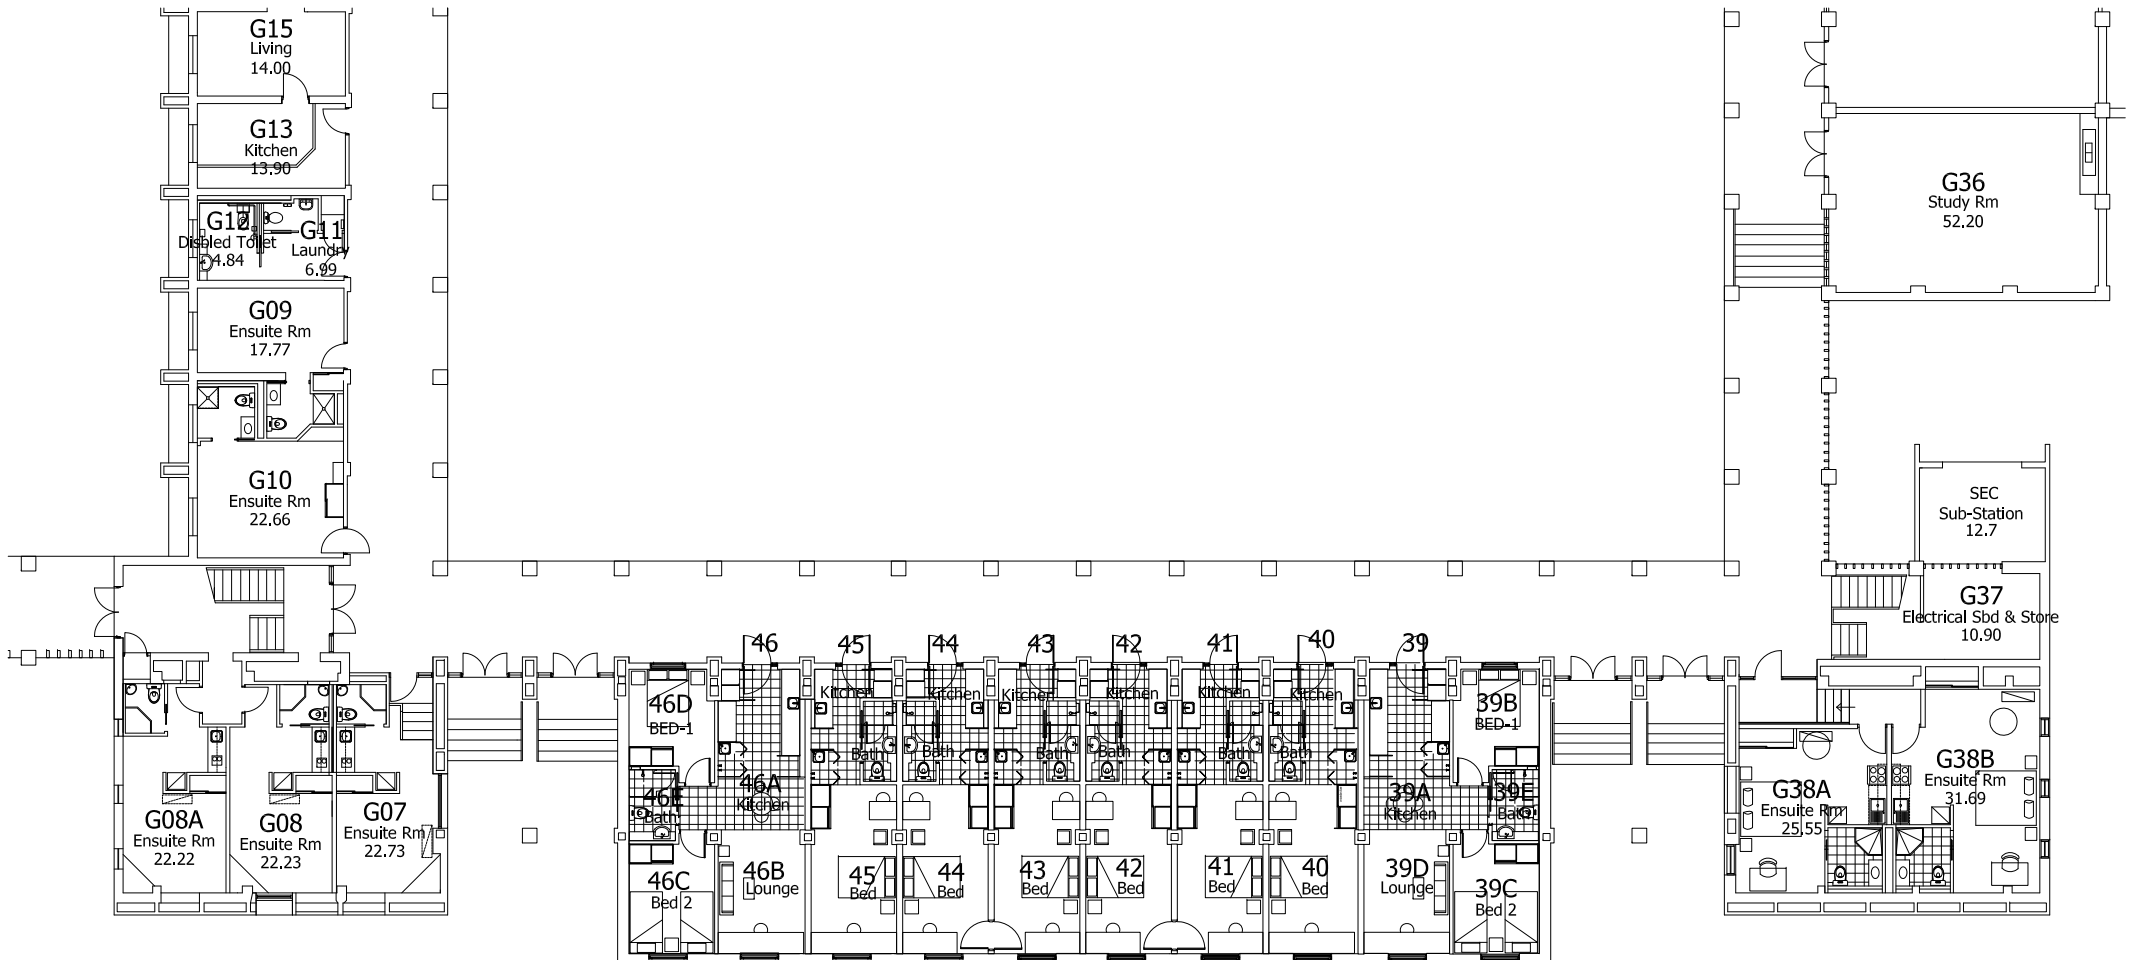 G15
Living
14.00
G13
Kitchen
13.90
G12
Disbled Toilet
4.84
G11
Laundry
6.99
G09
Ensuite Rm
17.77
G10
Ensuite Rm
22.66
G36
Study Rm
52.20
SEC
Sub-Station
12.7
G37
Electrical Sbd & Store
10.90
G08A
Ensuite Rm
22.22
G08
Ensuite Rm
22.23
G07
Ensuite Rm
22.73
46
45
44
43
42
41
40
39
46D
BED-1
Kitchen
Kitchen
Kitchen
Kitchen
Kitchen
Kitchen
39B
BED-1
Bath
Bath
Bath
Bath
Bath
Bath
46E
Bath
46A
Kitchen
39A
Kitchen
39E
Bath
46C
Bed 2
46B
Lounge
45
Bed
44
Bed
43
Bed
42
Bed
41
Bed
40
Bed
39D
Lounge
39C
Bed 2
G38A
Ensuite Rm
25.55
G38B
Ensuite Rm
31.69